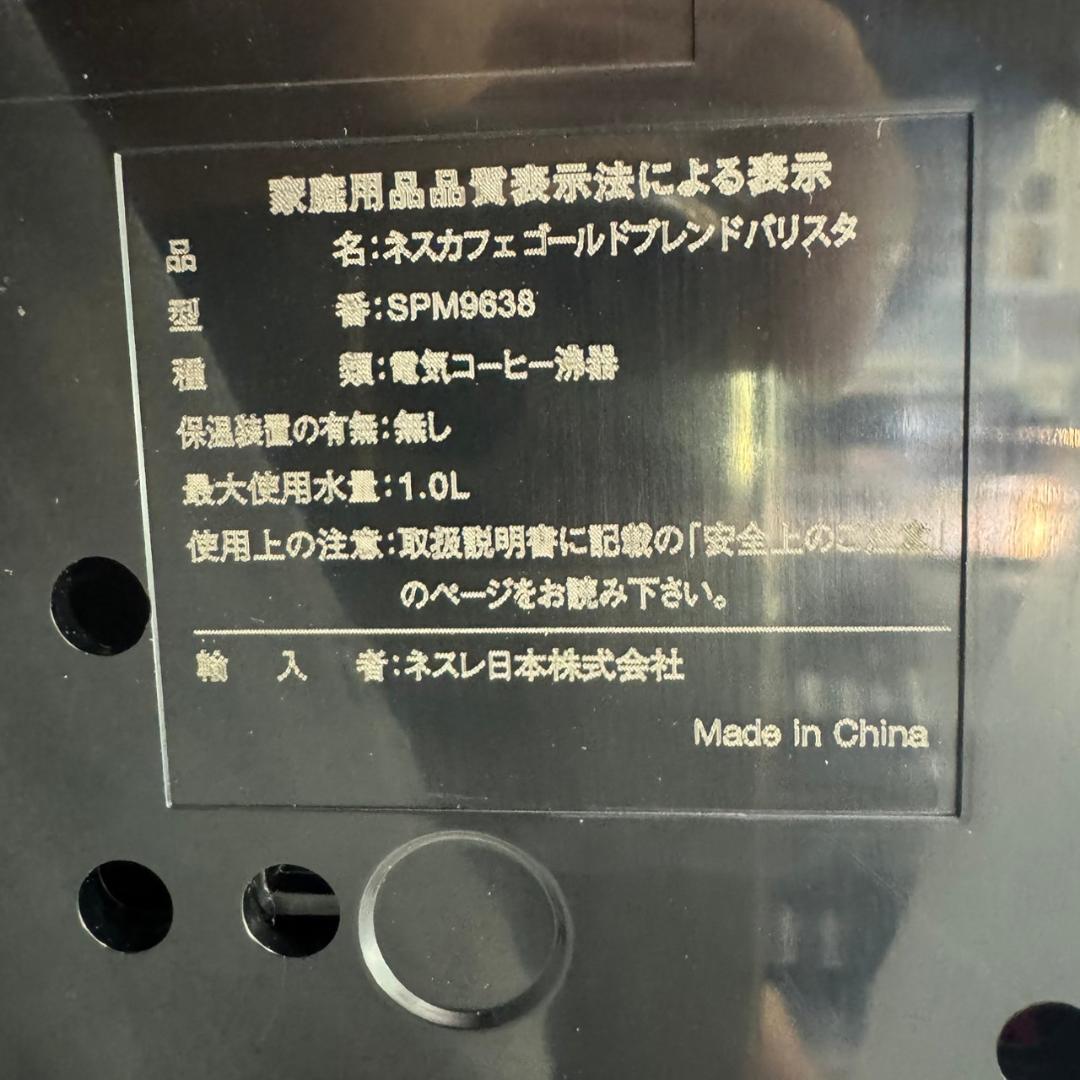 家庭用品品質表示法による表示
品名:ネスカフェ ゴールドブレンドバリスタ
型番:SPM9638
種類:電気コーヒー沸器
保温装置の有無:無し
最大使用水量:1.0L
使用上の注意:取扱説明書に記載の「安全上のご注意」
のページをお読み下さい。
輸入者:ネスレ日本株式会社
Made in China